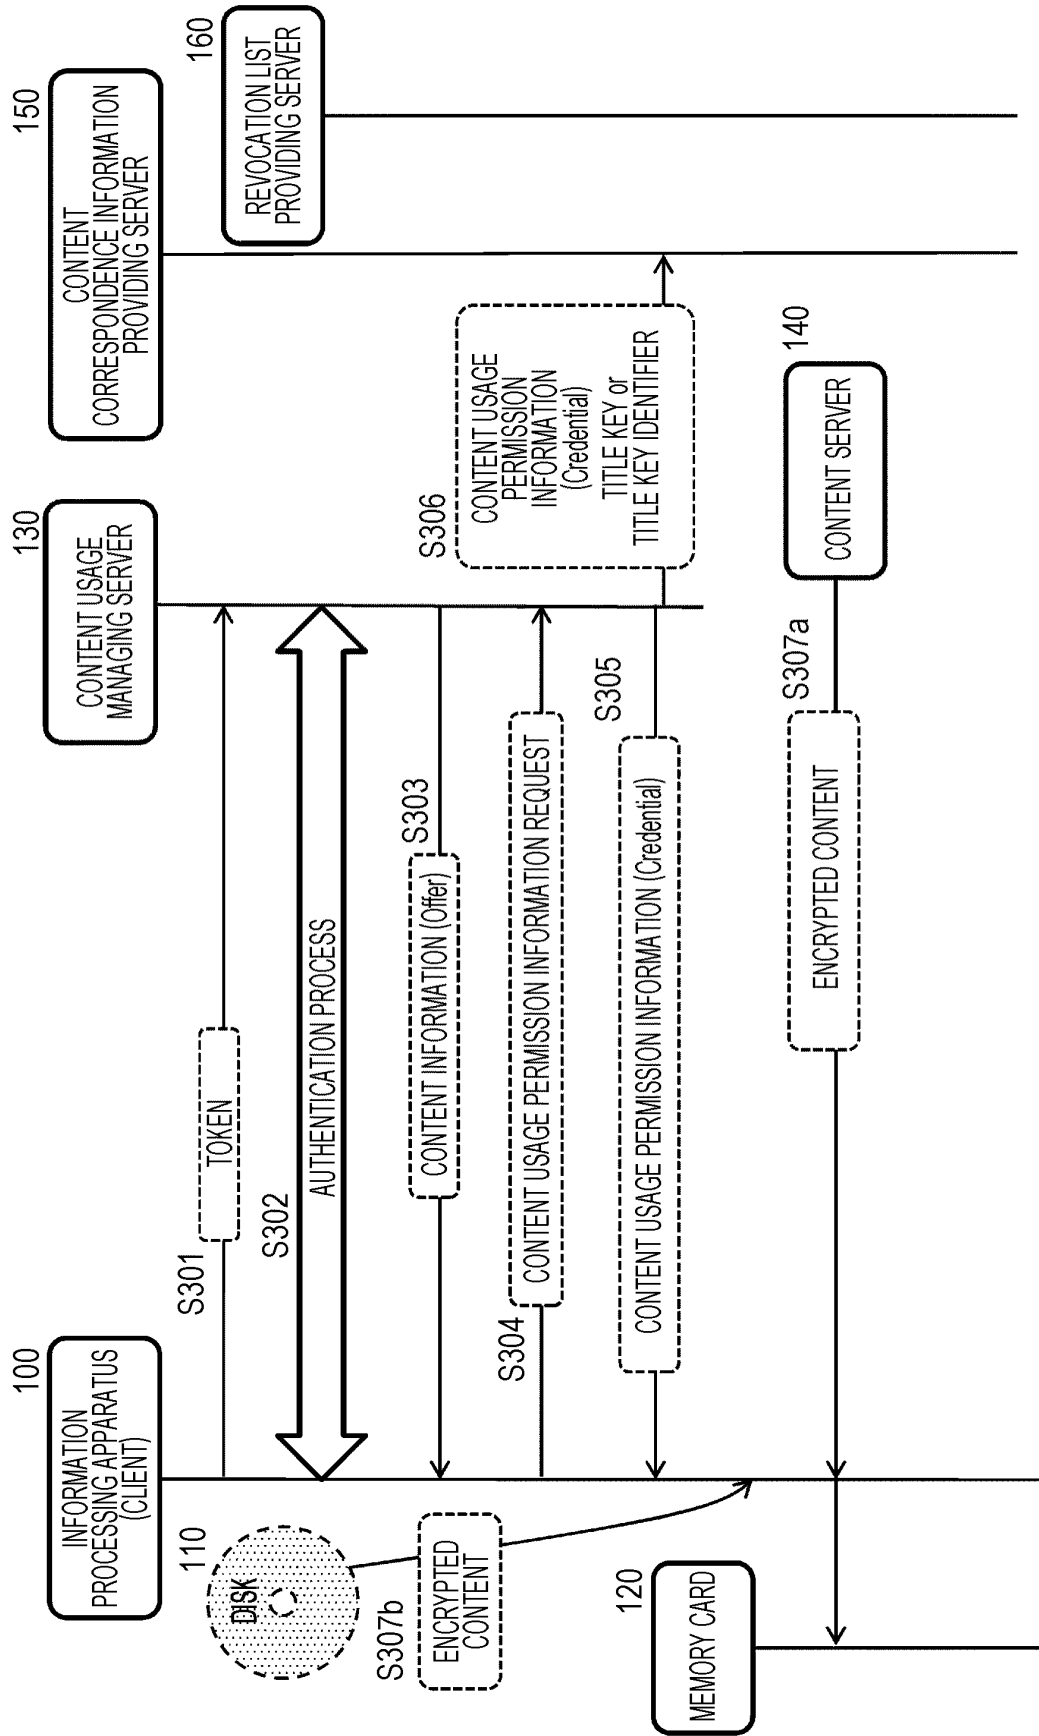 100
INFORMATION
PROCESSING APPARATUS
(CLIENT)
130
CONTENT USAGE
MANAGING SERVER
150
CONTENT
CORRESPONDENCE INFORMATION
PROVIDING SERVER
160
REVOCATION LIST
PROVIDING SERVER
110
DISK
S301
TOKEN
S302
AUTHENTICATION PROCESS
S303
CONTENT INFORMATION (Offer)
S304
CONTENT USAGE PERMISSION INFORMATION REQUEST
S305
CONTENT USAGE PERMISSION INFORMATION (Credential)
S306
CONTENT USAGE
PERMISSION
INFORMATION
(Credential)
TITLE KEY or
TITLE KEY IDENTIFIER
S307b
ENCRYPTED
CONTENT
120
MEMORY CARD
S307a
ENCRYPTED CONTENT
140
CONTENT SERVER